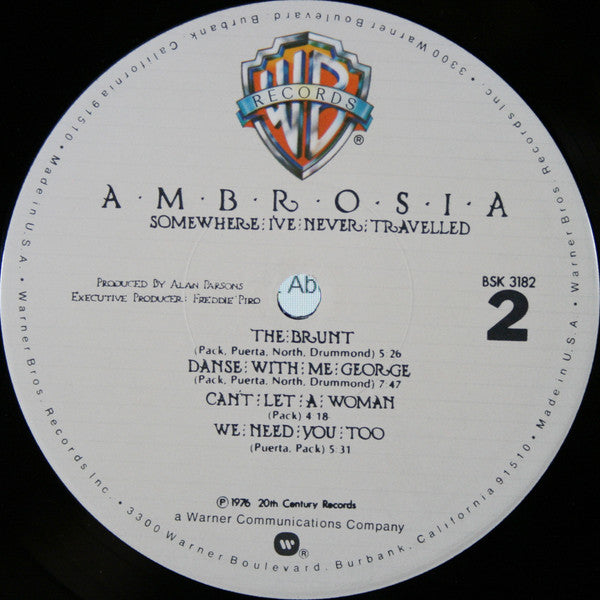 WB
RECORDS
®
A·M·B·R·O·S·I·A
SOMEWHERE I'VE NEVER TRAVELLED
PRODUCED BY ALAN PARSONS
EXECUTIVE PRODUCER: FREDDIE PIRO
Ab
BSK 3182
2
THE BRUNT
(Pack, Puerta, North, Drummond) 5:26
DANSE WITH ME GEORGE
(Pack, Puerta, North, Drummond) 7:47
CAN'T LET A WOMAN
(Pack) 4:18
WE NEED YOU TOO
(Puerta, Pack) 5:31
℗ 1976 20th Century Records
a Warner Communications Company
W ®
Warner Bros. Records Inc. • 3300 Warner Boulevard, Burbank, California 91510 • Made in U.S.A. •
Warner Bros. Records Inc. • 3300 Warner Boulevard, Burbank, California 91510 • Made in U.S.A. •